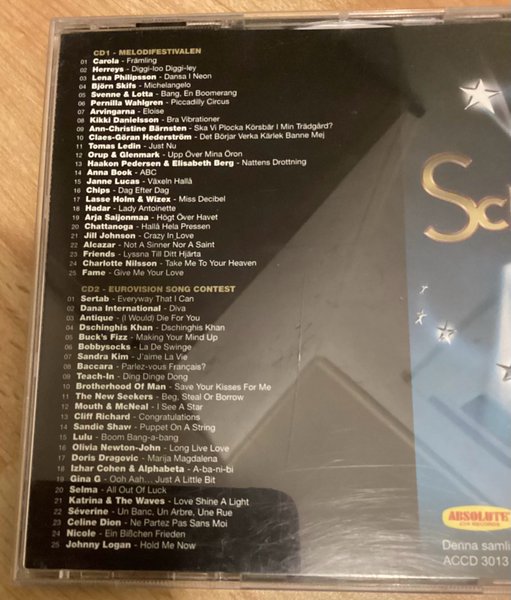 CD1 - MELODIFESTIVALEN
01 Carola - Främling
02 Herreys - Diggi-loo Diggi-ley
03 Lena Philipsson - Dansa I Neon
04 Björn Skifs - Michelangelo
05 Svenne & Lotta - Bang, En Boomerang
06 Pernilla Wahlgren - Piccadilly Circus
07 Arvingarna - Eloise
08 Kikki Danielsson - Bra Vibrationer
09 Ann-Christine Bärnsten - Ska Vi Plocka Körsbär I Min Trädgård?
10 Claes-Göran Hederström - Det Börjar Verka Kärlek Banne Mej
11 Tomas Ledin - Just Nu
12 Orup & Glenmark - Upp Över Mina Öron
13 Haakon Pedersen & Elisabeth Berg - Nattens Drottning
14 Anna Book - ABC
15 Janne Lucas - Växeln Hallå
16 Chips - Dag Efter Dag
17 Lasse Holm & Wizex - Miss Decibel
18 Hadar - Lady Antoinette
19 Arja Saijonmaa - Högt Över Havet
20 Chattanoga - Hallå Hela Pressen
21 Jill Johnson - Crazy In Love
22 Alcazar - Not A Sinner Nor A Saint
23 Friends - Lyssna Till Ditt Hjärta
24 Charlotte Nilsson - Take Me To Your Heaven
25 Fame - Give Me Your Love
CD2 - EUROVISION SONG CONTEST
01 Sertab - Everyway That I Can
02 Dana International - Diva
03 Antique - (I Would) Die For You
04 Dschinghis Khan - Dschinghis Khan
05 Buck's Fizz - Making Your Mind Up
06 Bobbysocks - La De Swinge
07 Sandra Kim - J'aime La Vie
08 Baccara - Parlez-vous Français?
09 Teach-In - Ding Dinge Dong
10 Brotherhood Of Man - Save Your Kisses For Me
11 The New Seekers - Beg, Steal Or Borrow
12 Mouth & McNeal - I See A Star
13 Cliff Richard - Congratulations
14 Sandie Shaw - Puppet On A String
15 Lulu - Boom Bang-a-bang
16 Olivia Newton-John - Long Live Love
17 Doris Dragovic - Marija Magdalena
18 Izhar Cohen & Alphabeta - A-ba-ni-bi
19 Gina G - Ooh Aah... Just A Little Bit
20 Selma - All Out Of Luck
21 Katrina & The Waves - Love Shine A Light
22 Séverine - Un Banc, Un Arbre, Une Rue
23 Celine Dion - Ne Partez Pas Sans Moi
24 Nicole - Ein Bißchen Frieden
25 Johnny Logan - Hold Me Now
Sc
ABSOLUTE
Denna samli
ACCD 3013